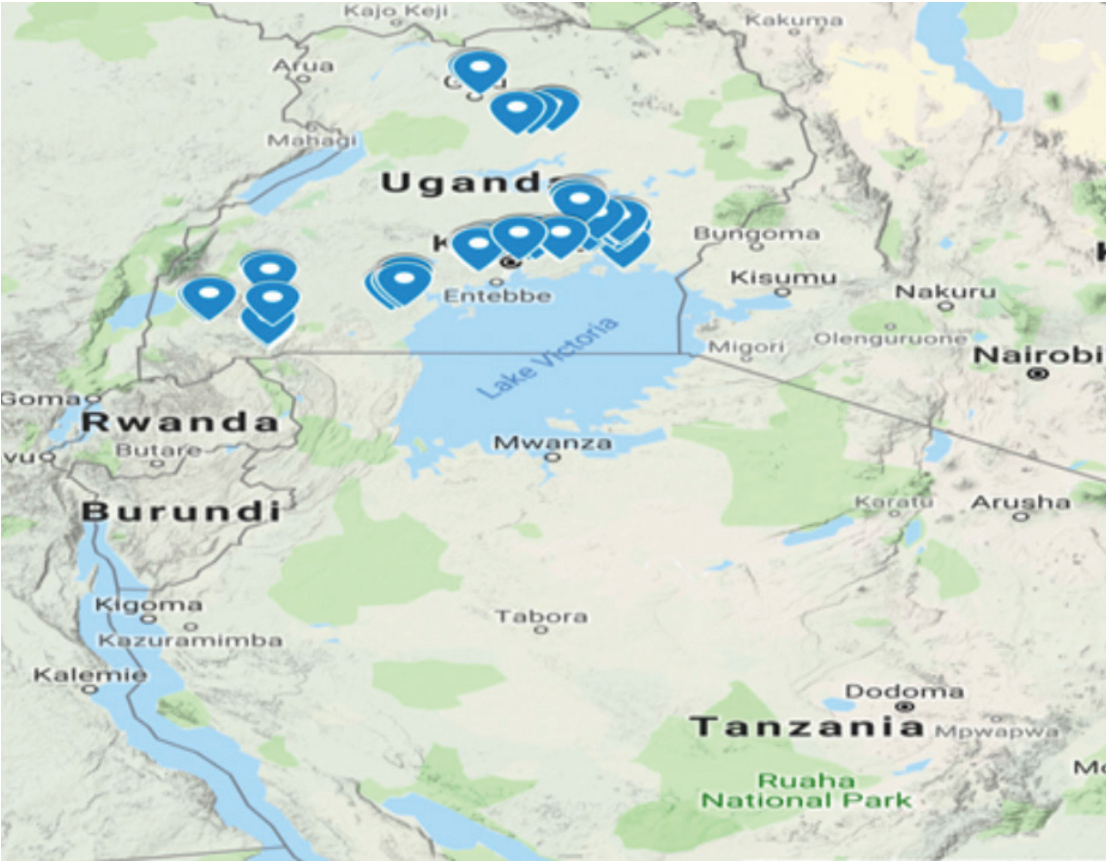 Kajo Keji
Kakuma
Arua
Mahagi
Uganda
Bungoma
Kisumu
Entebbe
Nakuru
Lake Victoria
Migori
Olenguruone
Nairobi
Goma
Rwanda
vu
Butare
Mwanza
Burundi
Karatu
Arusha
Kigoma
Tabora
Kazuramimba
Kalemie
Dodoma
Tanzania
Mpwapwa
Ruaha
National Park